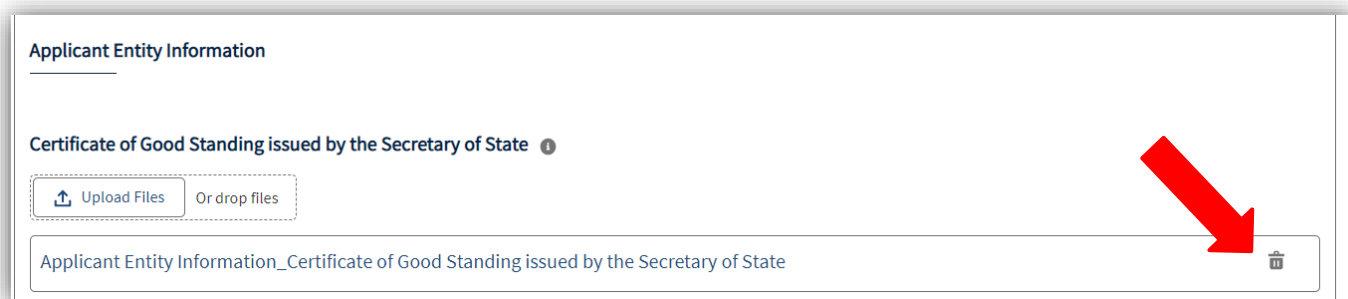 Applicant Entity Information
Certificate of Good Standing issued by the Secretary of State
Upload Files Or drop files
Applicant Entity Information_Certificate of Good Standing issued by the Secretary of State